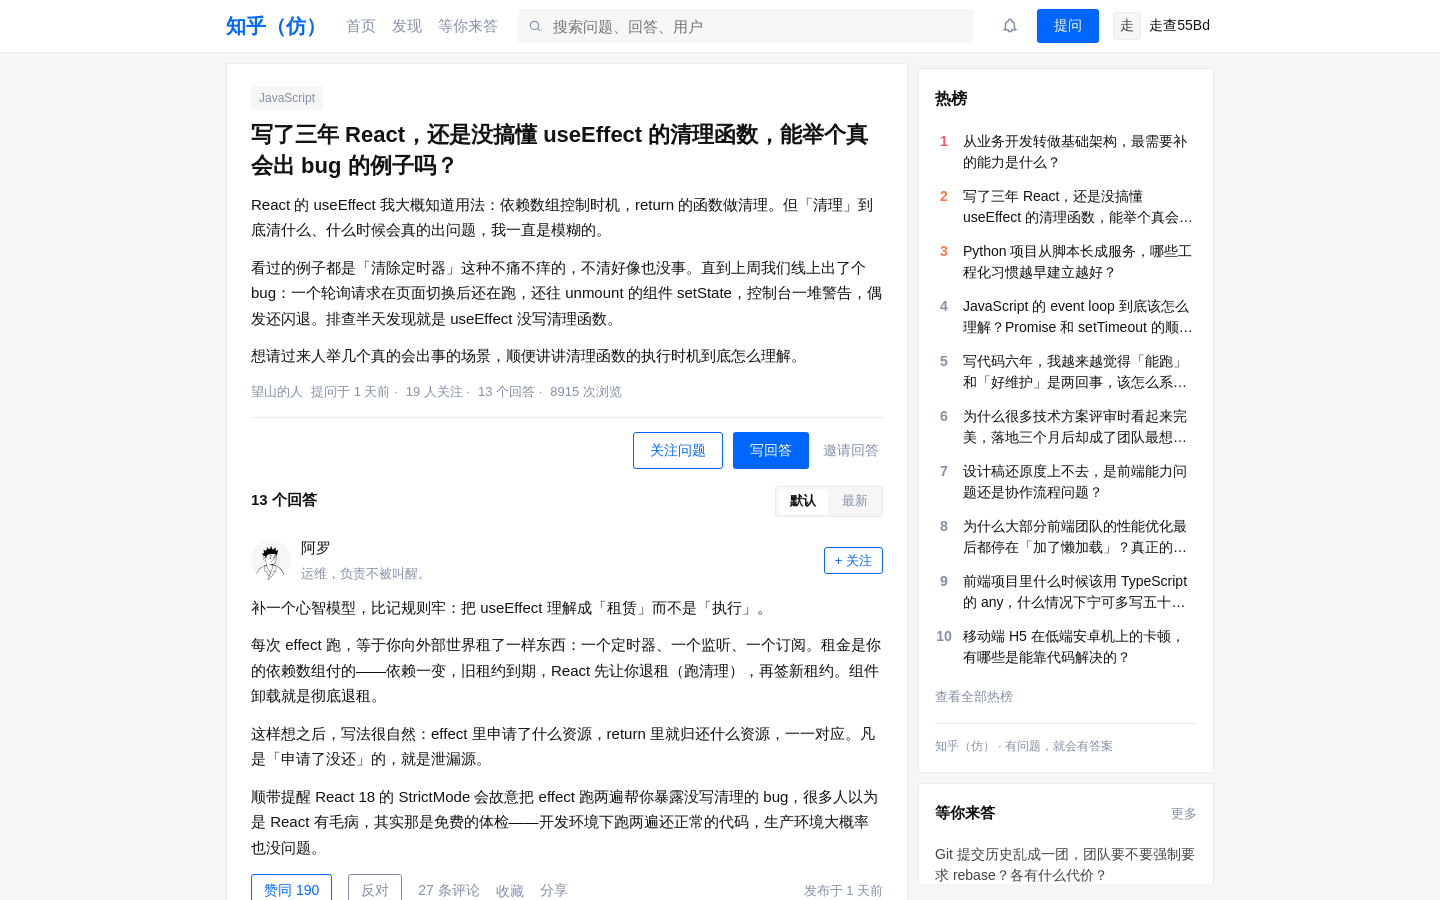 知乎（仿） 首页 发现 等你来答 搜索问题、回答、用户 提问 走 走查55Bd
JavaScript
写了三年 React，还是没搞懂 useEffect 的清理函数，能举个真
会出 bug 的例子吗？
React 的 useEffect 我大概知道用法：依赖数组控制时机，return 的函数做清理。但「清理」到
底清什么、什么时候会真的出问题，我一直是模糊的。
看过的例子都是「清除定时器」这种不痛不痒的，不清好像也没事。直到上周我们线上出了个
bug：一个轮询请求在页面切换后还在跑，还往 unmount 的组件 setState，控制台一堆警告，偶
发还闪退。排查半天发现就是 useEffect 没写清理函数。
想请过来人举几个真的会出事的场景，顺便讲讲清理函数的执行时机到底怎么理解。
望山的人 提问于 1 天前 · 19 人关注 · 13 个回答 · 8915 次浏览
关注问题 写回答 邀请回答
13 个回答 默认 最新
阿罗
运维，负责不被叫醒。
+ 关注
补一个心智模型，比记规则牢：把 useEffect 理解成「租赁」而不是「执行」。
每次 effect 跑，等于你向外部世界租了一样东西：一个定时器、一个监听、一个订阅。租金是你
的依赖数组付的——依赖一变，旧租约到期，React 先让你退租（跑清理），再签新租约。组件
卸载就是彻底退租。
这样想之后，写法很自然：effect 里申请了什么资源，return 里就归还什么资源，一一对应。凡
是「申请了没还」的，就是泄漏源。
顺带提醒 React 18 的 StrictMode 会故意把 effect 跑两遍帮你暴露没写清理的 bug，很多人以为
是 React 有毛病，其实那是免费的体检——开发环境下跑两遍还正常的代码，生产环境大概率
也没问题。
赞同 190 反对 27 条评论 收藏 分享 发布于 1 天前
热榜
1 从业务开发转做基础架构，最需要补
的能力是什么？
2 写了三年 React，还是没搞懂
useEffect 的清理函数，能举个真会…
3 Python 项目从脚本长成服务，哪些工
程化习惯越早建立越好？
4 JavaScript 的 event loop 到底该怎么
理解？Promise 和 setTimeout 的顺…
5 写代码六年，我越来越觉得「能跑」
和「好维护」是两回事，该怎么系…
6 为什么很多技术方案评审时看起来完
美，落地三个月后却成了团队最想…
7 设计稿还原度上不去，是前端能力问
题还是协作流程问题？
8 为什么大部分前端团队的性能优化最
后都停在「加了懒加载」？真正的…
9 前端项目里什么时候该用 TypeScript
的 any，什么情况下宁可多写五十…
10 移动端 H5 在低端安卓机上的卡顿，
有哪些是能靠代码解决的？
查看全部热榜
知乎（仿） · 有问题，就会有答案
等你来答 更多
Git 提交历史乱成一团，团队要不要强制要
求 rebase？各有什么代价？